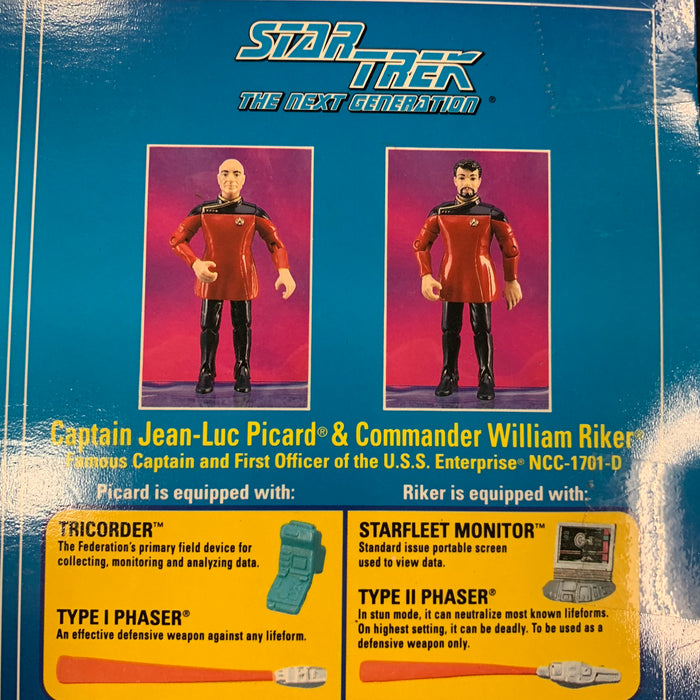 STAR TREK
THE NEXT GENERATION®
Captain Jean-Luc Picard® & Commander William Riker®
Famous Captain and First Officer of the U.S.S. Enterprise® NCC-1701-D
Picard is equipped with:
TRICORDER™
The Federation's primary field device for
collecting, monitoring and analyzing data.
TYPE I PHASER®
An effective defensive weapon against any lifeform.
Riker is equipped with:
STARFLEET MONITOR™
Standard issue portable screen
used to view data.
TYPE II PHASER®
In stun mode, it can neutralize most known lifeforms.
On highest setting, it can be deadly. To be used as a
defensive weapon only.